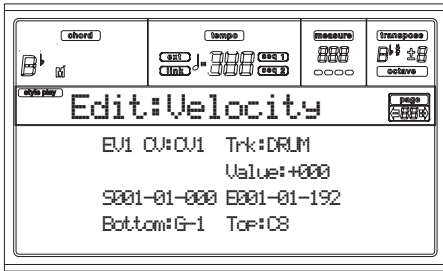 chord tempo measure transpose
ext seq 1
link seq 2
octave
style play Edit:Velocity page
EV1 CV:CV1 Trk:DRUM
Value:+000
S001-01-000 E001-01-192
Bottom:G-1 Top:C8